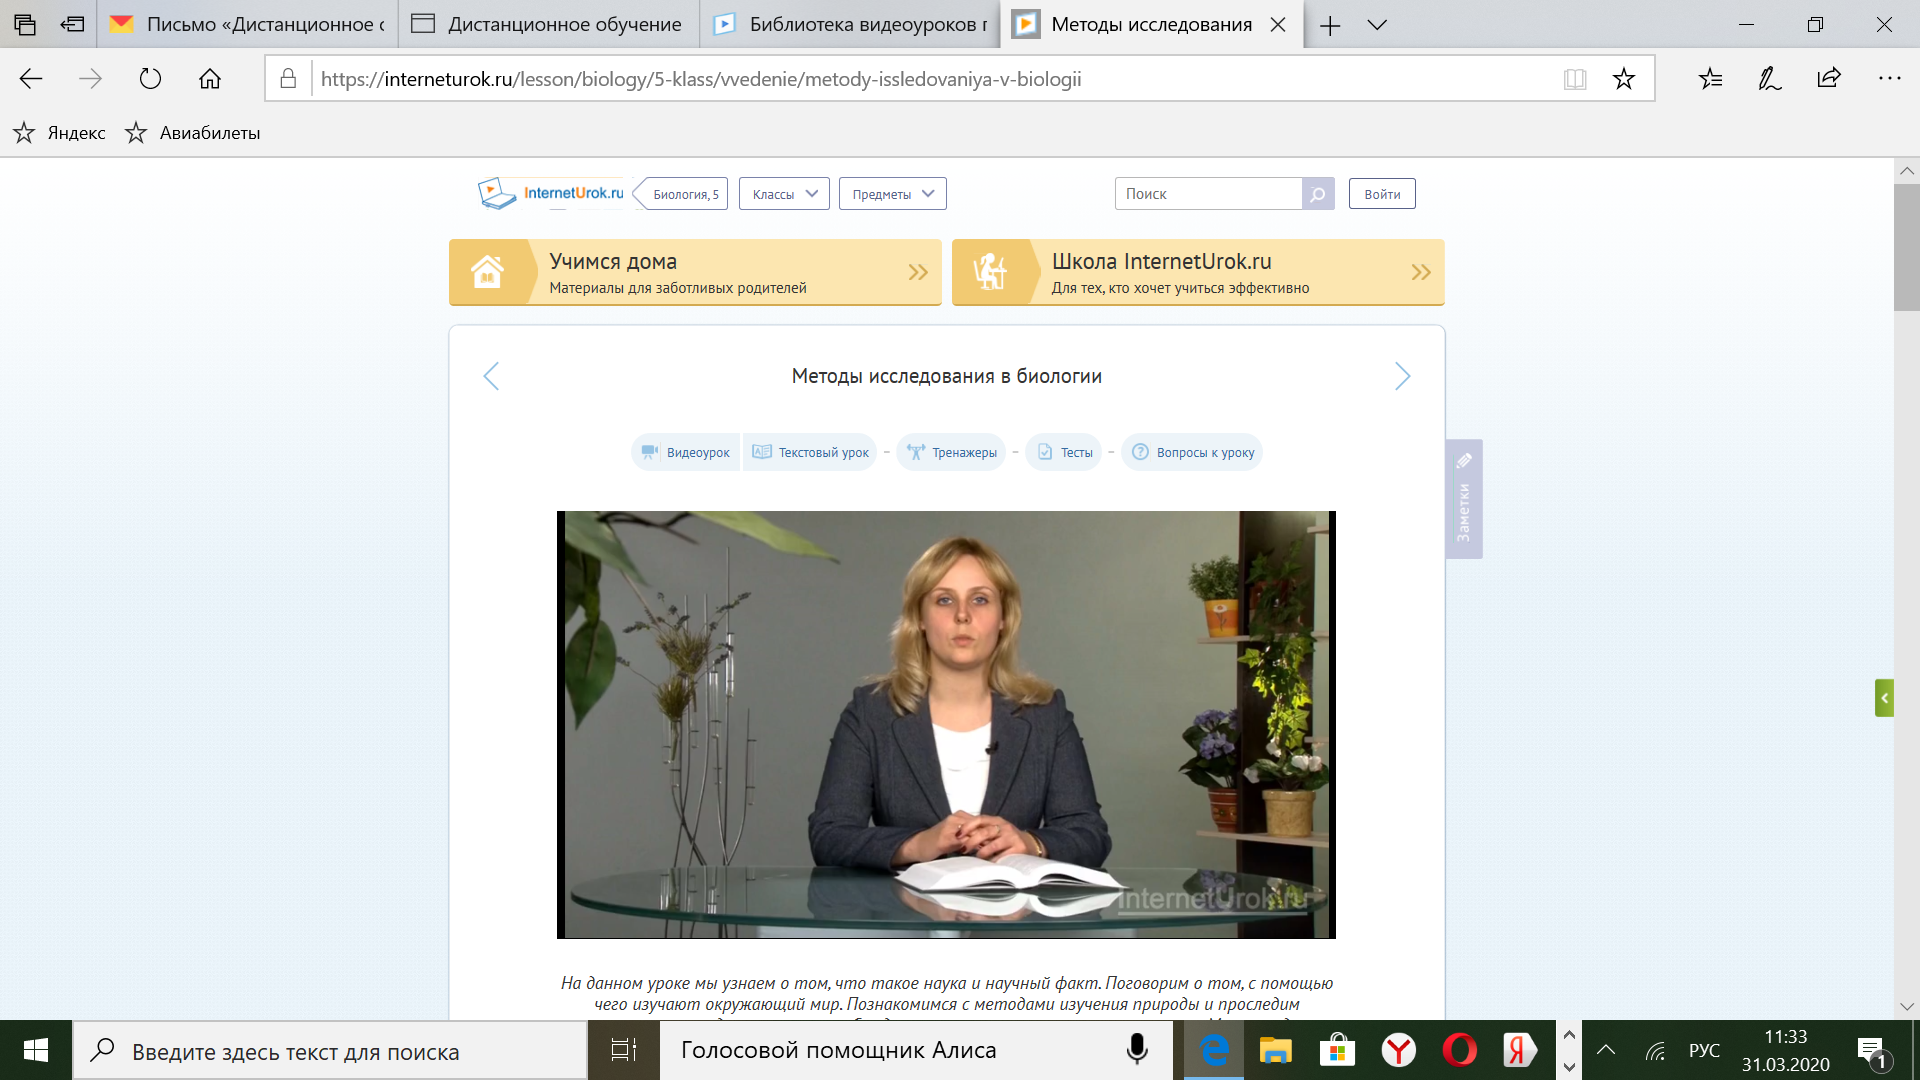 Письмо «Дистанционное с
Дистанционное обучение
Библиотека видеоуроков г
Методы исследования
https://interneturok.ru/lesson/biology/5-klass/vvedenie/metody-issledovaniya-v-biologii
Яндекс
Авиабилеты
InternetUrok.ru
Биология, 5
Классы
Предметы
Поиск
Войти
Учимся дома
Материалы для заботливых родителей
Школа InternetUrok.ru
Для тех, кто хочет учиться эффективно
Методы исследования в биологии
Видеоурок
Текстовый урок
Тренажеры
Тесты
Вопросы к уроку
Заметки
InternetUrok.ru
На данном уроке мы узнаем о том, что такое наука и научный факт. Поговорим о том, с помощью
чего изучают окружающий мир. Познакомимся с методами изучения природы и проследим
Введите здесь текст для поиска
Голосовой помощник Алиса
РУС
11:33
31.03.2020
1